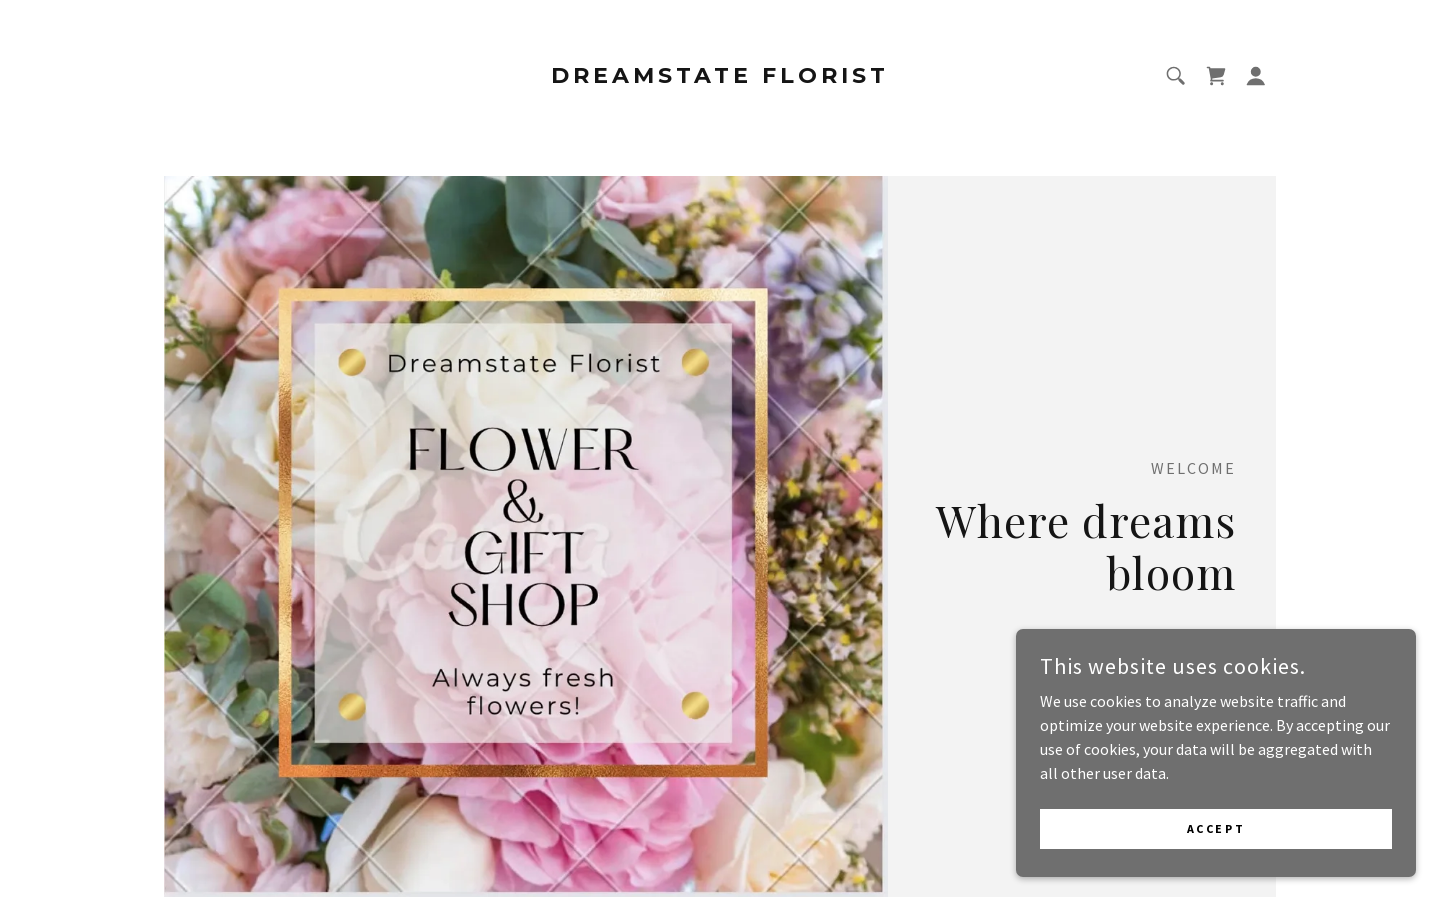 DREAMSTATE FLORIST
Dreamstate Florist
FLOWER
&
GIFT
SHOP
Always fresh
flowers!
Canva
WELCOME
Where dreams
bloom
This website uses cookies.
We use cookies to analyze website traffic and
optimize your website experience. By accepting our
use of cookies, your data will be aggregated with
all other user data.
ACCEPT